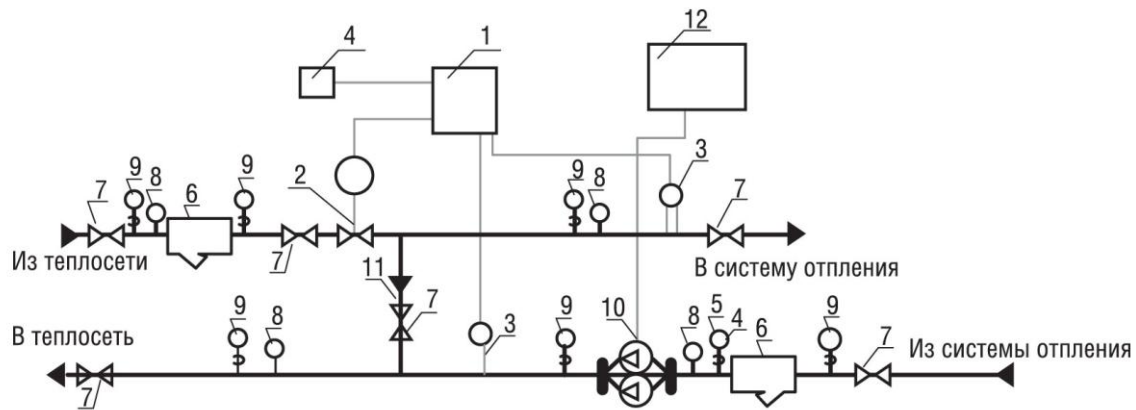 4 1 12
9 9 9 3
7 8 6 2 8 7
Из теплосети 7 11 7 В систему отпления
9 8 9 10 8 5 4 6 9 7
В теплосеть 3 Из системы отпления
7